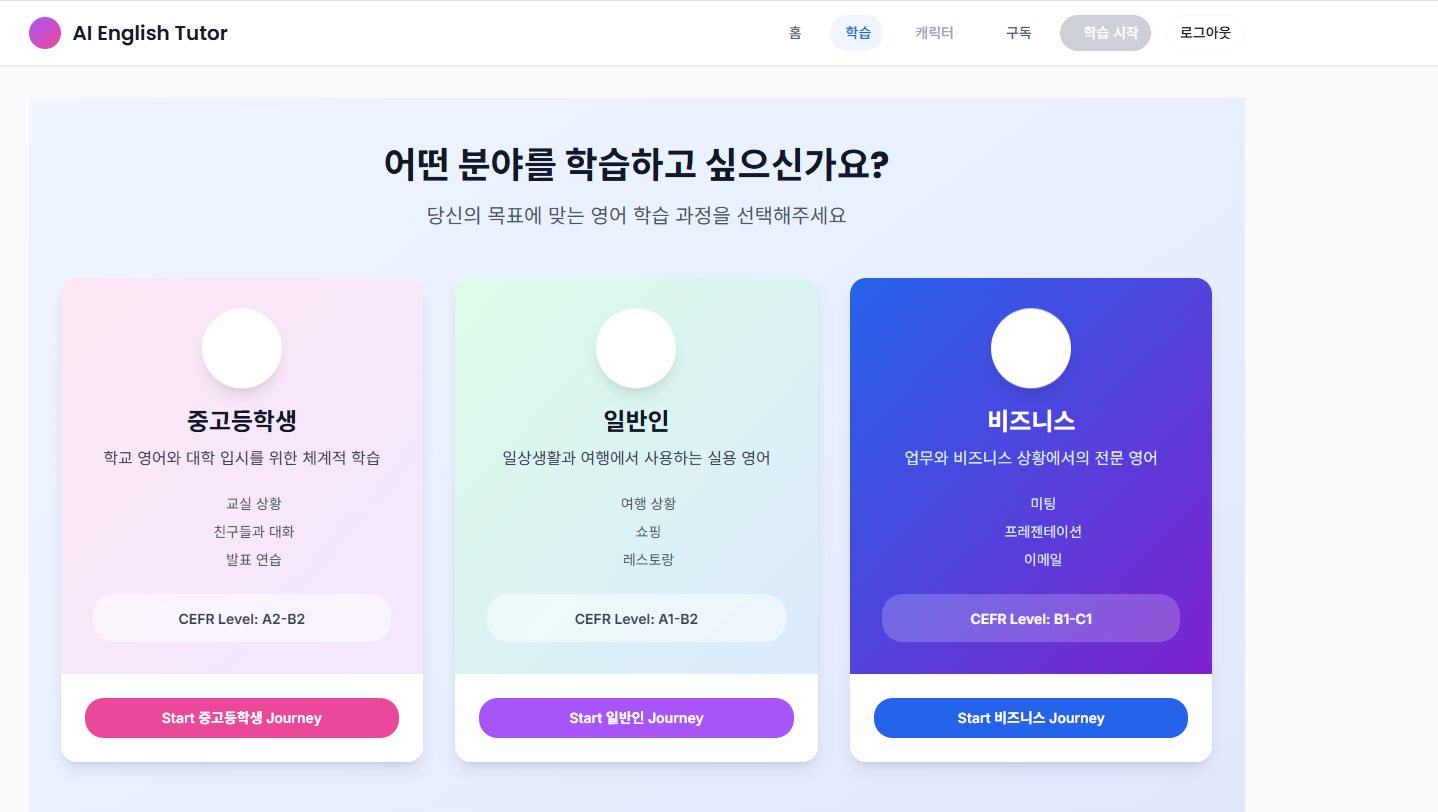 AI English Tutor
홈
학습
캐릭터
구독
학습 시작
로그아웃
어떤 분야를 학습하고 싶으신가요?
당신의 목표에 맞는 영어 학습 과정을 선택해주세요
중고등학생
학교 영어와 대학 입시를 위한 체계적 학습
교실 상황
친구들과 대화
발표 연습
CEFR Level: A2-B2
Start 중고등학생 Journey
일반인
일상생활과 여행에서 사용하는 실용 영어
여행 상황
쇼핑
레스토랑
CEFR Level: A1-B2
Start 일반인 Journey
비즈니스
업무와 비즈니스 상황에서의 전문 영어
미팅
프레젠테이션
이메일
CEFR Level: B1-C1
Start 비즈니스 Journey